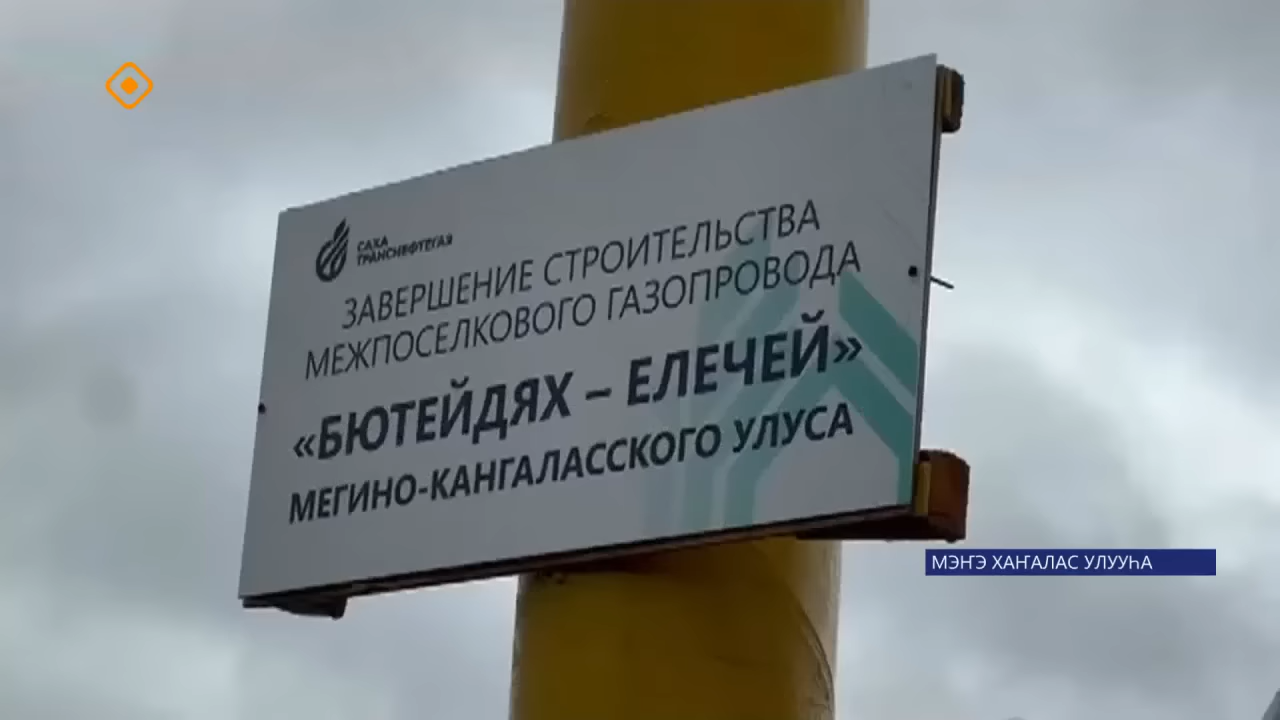 САХА
ТРАНСНЕФТЕГАЗ
ЗАВЕРШЕНИЕ СТРОИТЕЛЬСТВА
МЕЖПОСЕЛКОВОГО ГАЗОПРОВОДА
«БЮТЕЙДЯХ – ЕЛЕЧЕЙ»
МЕГИНО-КАНГАЛАССКОГО УЛУСА
МЭҤЭ ХАҤАЛАС УЛУУҺА